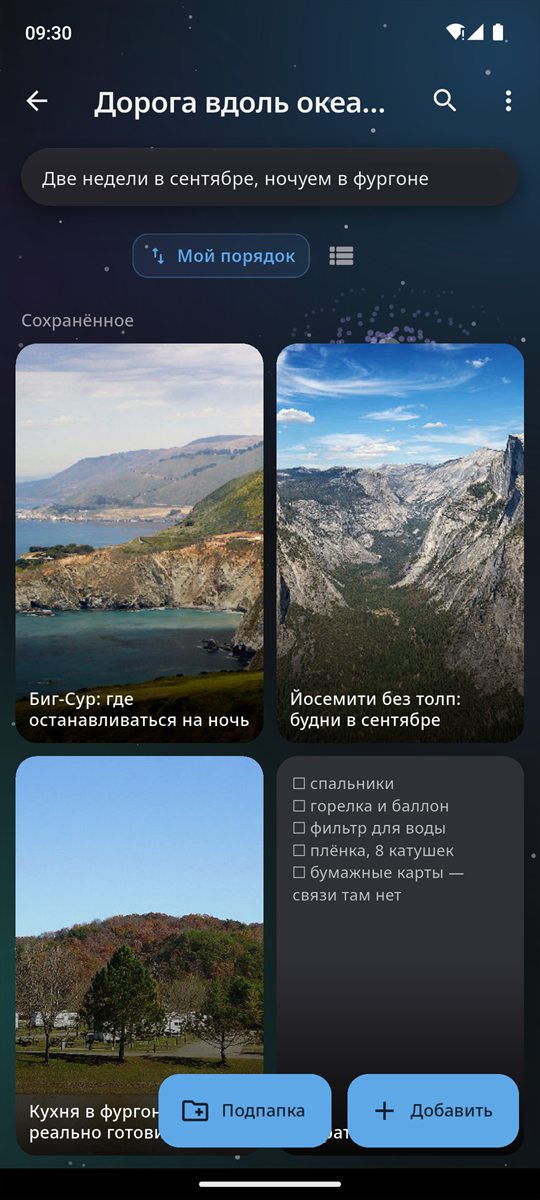 09:30
Дорога вдоль океа...
Две недели в сентябре, ночуем в фургоне
Мой порядок
Сохранённое
Биг-Сур: где
останавливаться на ночь
Йосемити без толп:
будни в сентябре
☐ спальники
☐ горелка и баллон
☐ фильтр для воды
☐ плёнка, 8 катушек
☐ бумажные карты —
связи там нет
Кухня в
реально
Подпапка
Добавить